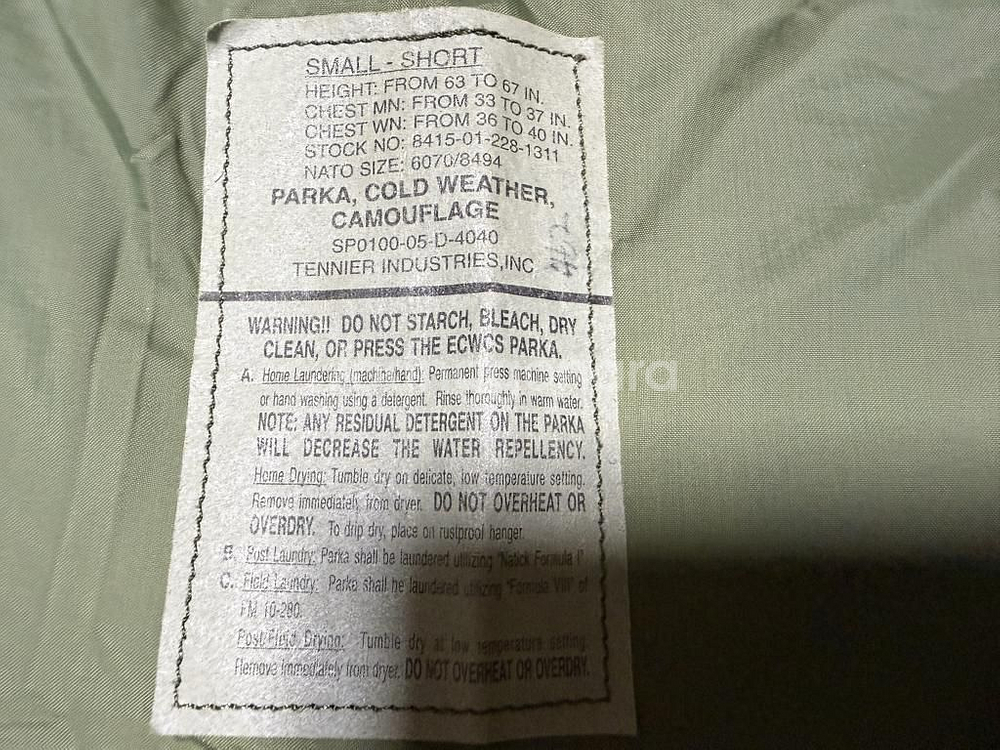 SMALL - SHORT
HEIGHT: FROM 63 TO 67 IN.
CHEST MN: FROM 33 TO 37 IN.
CHEST WN: FROM 36 TO 40 IN.
STOCK NO: 8415-01-228-1311
NATO SIZE: 6070/8494
PARKA, COLD WEATHER,
CAMOUFLAGE
SP0100-05-D-4040
TENNIER INDUSTRIES,INC
WARNING!! DO NOT STARCH, BLEACH, DRY
CLEAN, OR PRESS THE ECWCS PARKA.
A. Home Laundering (machine/hand): Permanent press machine setting
or hand washing using a detergent. Rinse thoroughly in warm water.
NOTE: ANY RESIDUAL DETERGENT ON THE PARKA
WILL DECREASE THE WATER REPELLENCY.
Home Drying: Tumble dry on delicate, low temperature setting.
Remove immediately from dryer. DO NOT OVERHEAT OR
OVERDRY. To drip dry, place on rustproof hanger.
B. Post Laundry: Parka shall be laundered utilizing "Natick Formula I"
C. Field Laundry: Parka shall be laundered utilizing "Formula VIII" of
FM 10-280.
Post/Field Drying: Tumble dry at low temperature setting.
Remove immediately from dryer. DO NOT OVERHEAT OR OVERDRY.